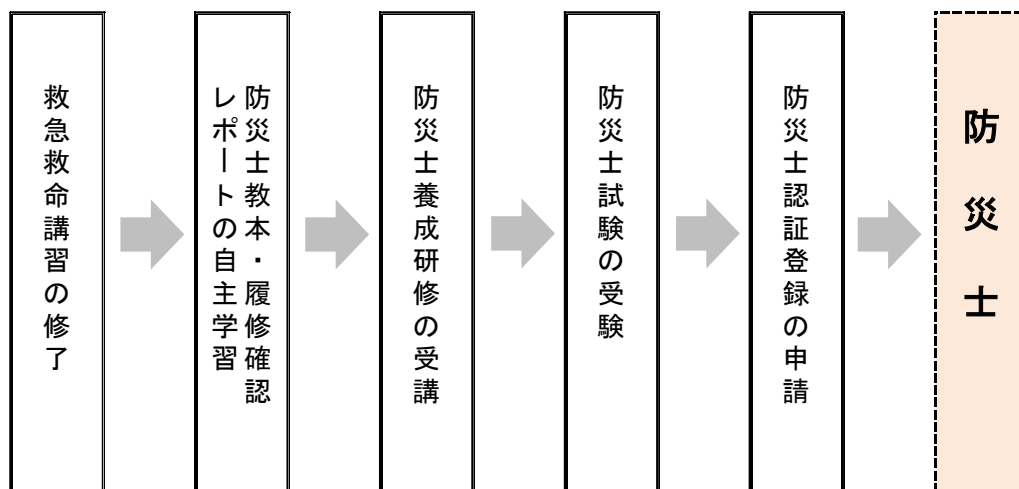 救急救命講習の修了
防災士教本・履修確認
レポートの自主学習
防災士養成研修の受講
防災士試験の受験
防災士認証登録の申請
防災士